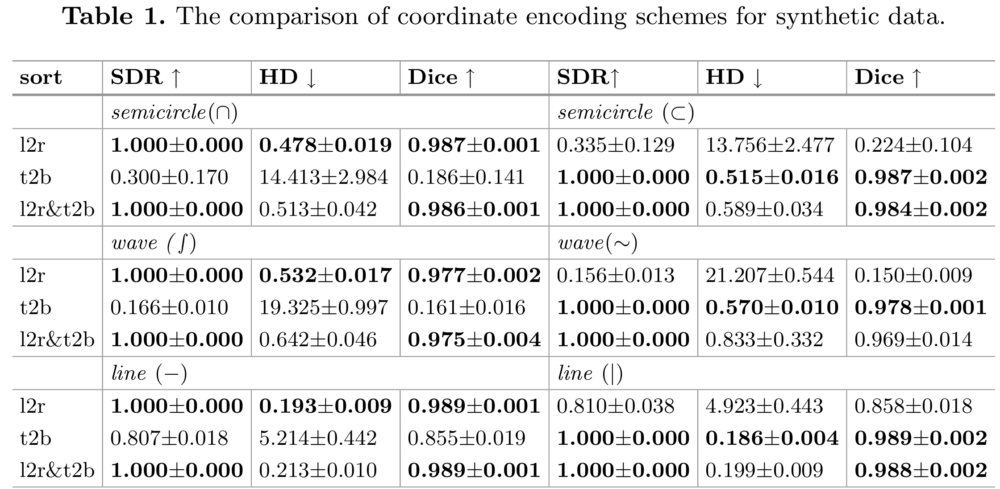 Table 1. The comparison of coordinate encoding schemes for synthetic data.
sort SDR ↑ HD ↓ Dice ↑ SDR↑ HD ↓ Dice ↑
semicircle(∩) semicircle (⊂)
l2r 1.000±0.000 0.478±0.019 0.987±0.001 0.335±0.129 13.756±2.477 0.224±0.104
t2b 0.300±0.170 14.413±2.984 0.186±0.141 1.000±0.000 0.515±0.016 0.987±0.002
l2r&t2b 1.000±0.000 0.513±0.042 0.986±0.001 1.000±0.000 0.589±0.034 0.984±0.002
wave (∫) wave(∼)
l2r 1.000±0.000 0.532±0.017 0.977±0.002 0.156±0.013 21.207±0.544 0.150±0.009
t2b 0.166±0.010 19.325±0.997 0.161±0.016 1.000±0.000 0.570±0.010 0.978±0.001
l2r&t2b 1.000±0.000 0.642±0.046 0.975±0.004 1.000±0.000 0.833±0.332 0.969±0.014
line (−) line (|)
l2r 1.000±0.000 0.193±0.009 0.989±0.001 0.810±0.038 4.923±0.443 0.858±0.018
t2b 0.807±0.018 5.214±0.442 0.855±0.019 1.000±0.000 0.186±0.004 0.989±0.002
l2r&t2b 1.000±0.000 0.213±0.010 0.989±0.001 1.000±0.000 0.199±0.009 0.988±0.002